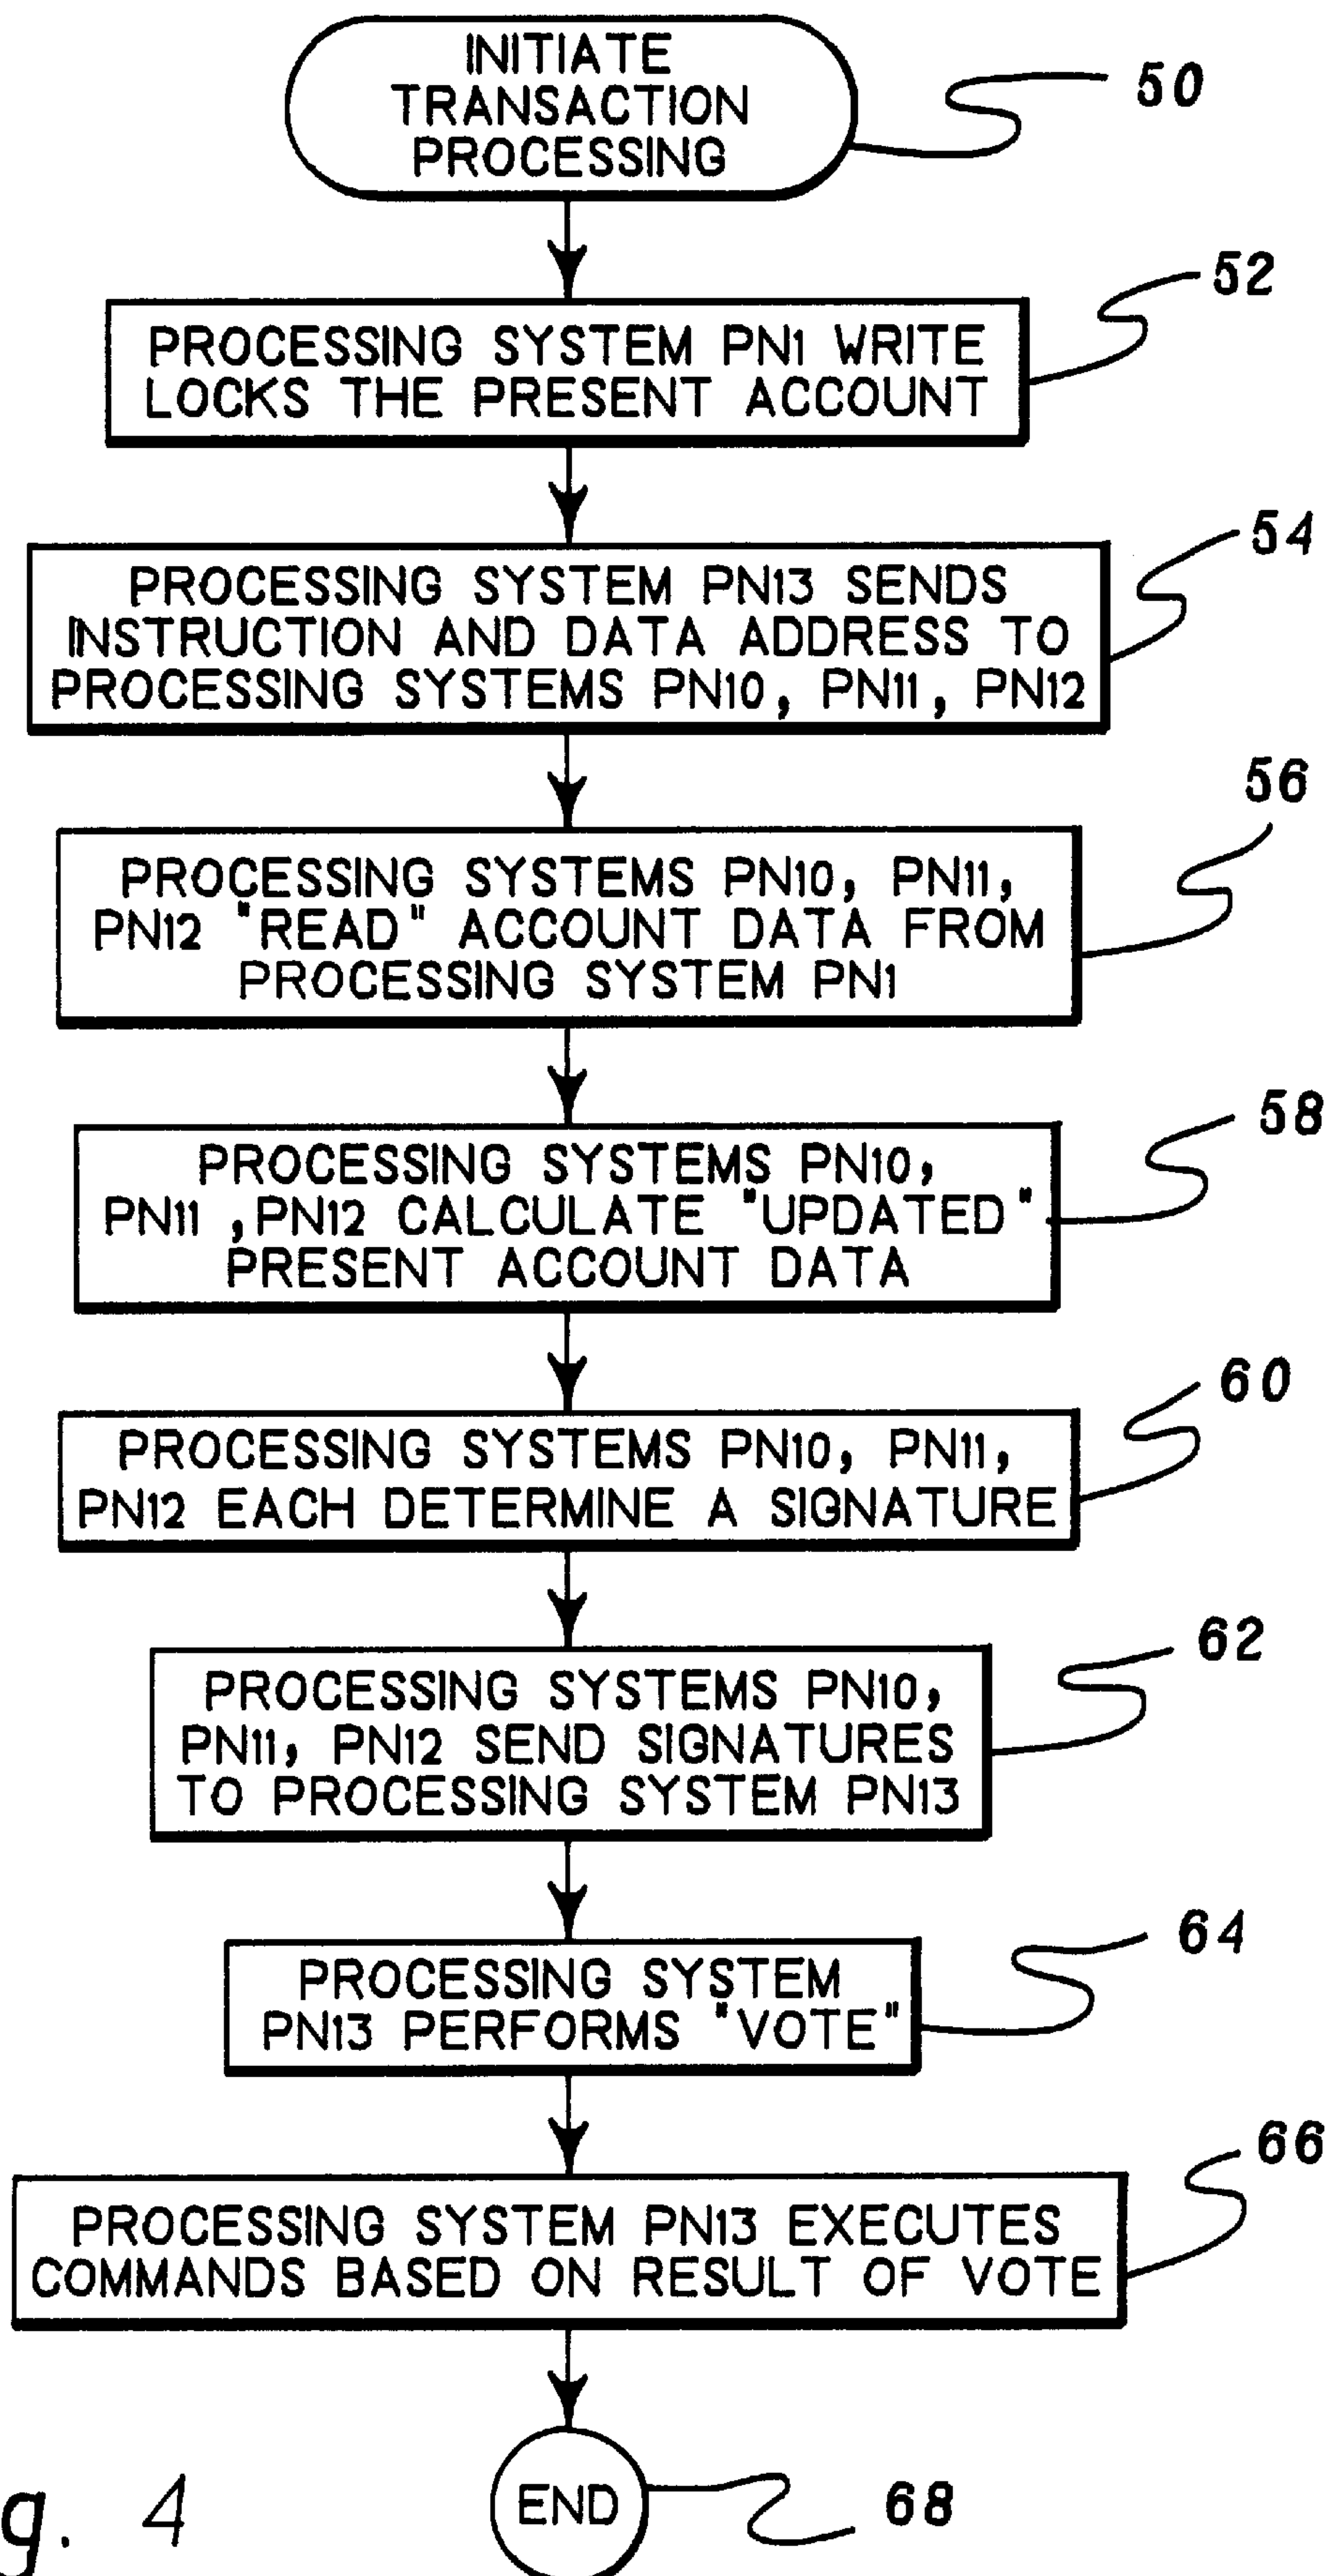 INITIATE
TRANSACTION
PROCESSING
50
PROCESSING SYSTEM PN1 WRITE
LOCKS THE PRESENT ACCOUNT
52
PROCESSING SYSTEM PN13 SENDS
INSTRUCTION AND DATA ADDRESS TO
PROCESSING SYSTEMS PN10, PN11, PN12
54
PROCESSING SYSTEMS PN10, PN11,
PN12 "READ" ACCOUNT DATA FROM
PROCESSING SYSTEM PN1
56
PROCESSING SYSTEMS PN10,
PN11 ,PN12 CALCULATE "UPDATED"
PRESENT ACCOUNT DATA
58
PROCESSING SYSTEMS PN10, PN11,
PN12 EACH DETERMINE A SIGNATURE
60
PROCESSING SYSTEMS PN10,
PN11, PN12 SEND SIGNATURES
TO PROCESSING SYSTEM PN13
62
PROCESSING SYSTEM
PN13 PERFORMS "VOTE"
64
PROCESSING SYSTEM PN13 EXECUTES
COMMANDS BASED ON RESULT OF VOTE
66
END
68
g. 4